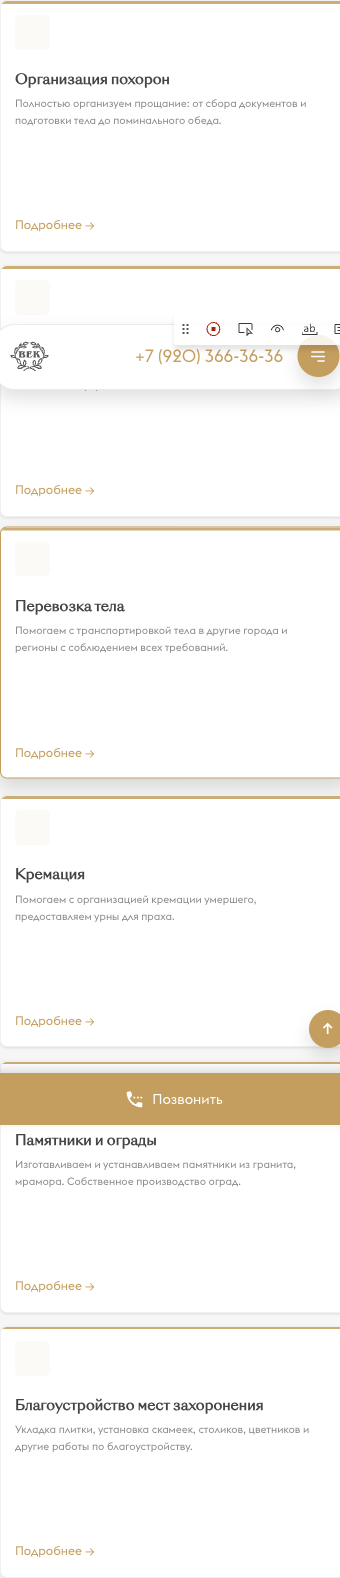 Организация похорон
Полностью организуем прощание: от сбора документов и
подготовки тела до поминального обеда.
Подробнее →
ab
ВЕК
+7 (920) 366-36-36
Подробнее →
Перевозка тела
Помогаем с транспортировкой тела в другие города и
регионы с соблюдением всех требований.
Подробнее →
Кремация
Помогаем с организацией кремации умершего,
предоставляем урны для праха.
Подробнее →
Позвонить
Памятники и ограды
Изготавливаем и устанавливаем памятники из гранита,
мрамора. Собственное производство оград.
Подробнее →
Благоустройство мест захоронения
Укладка плитки, установка скамеек, столиков, цветников и
другие работы по благоустройству.
Подробнее →